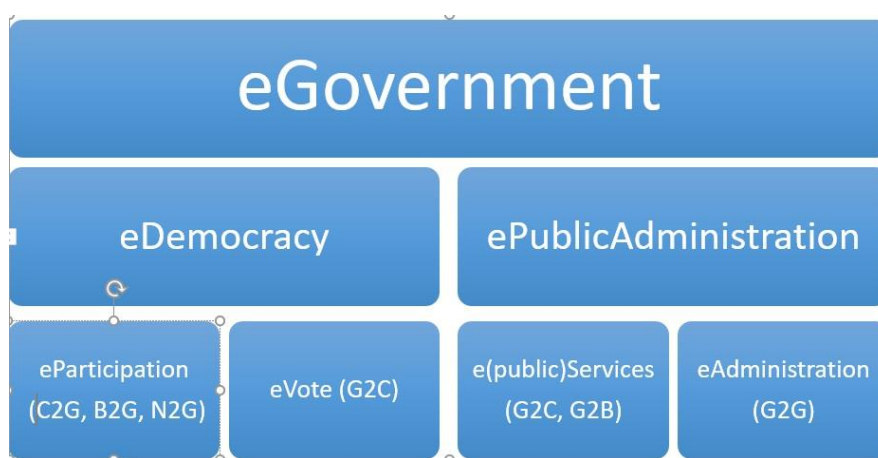 eGovernment
eDemocracy
ePublicAdministration
eParticipation
(C2G, B2G, N2G)
eVote (G2C)
e(public)Services
(G2C, G2B)
eAdministration
(G2G)